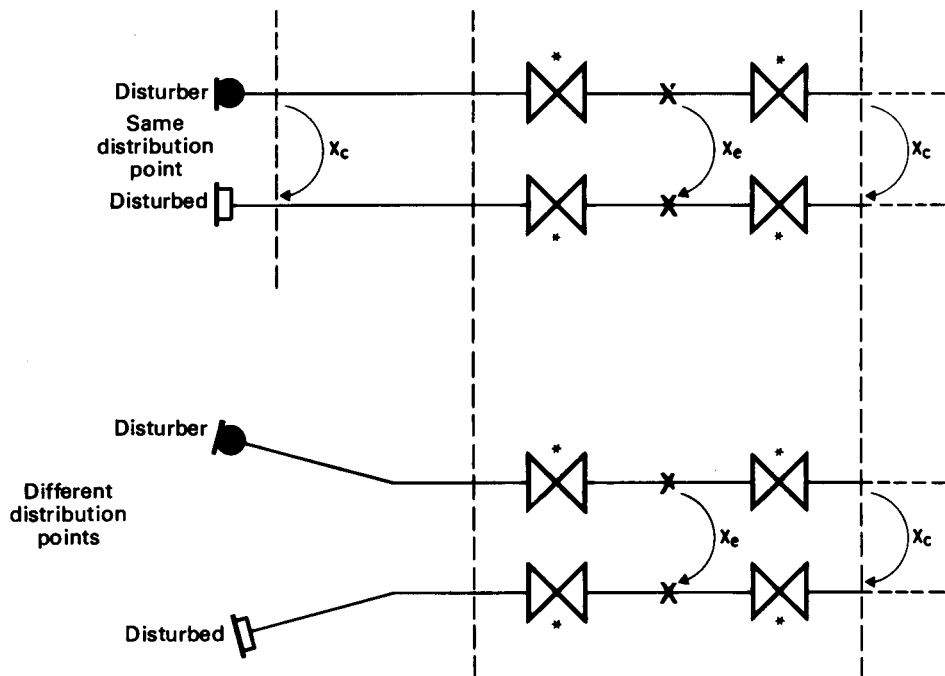 * *
Disturber
Same
distribution
point
Xc Xe Xc
Disturbed
* *
Disturber
* *
Different
distribution
points
Xe Xc
Disturbed
* *